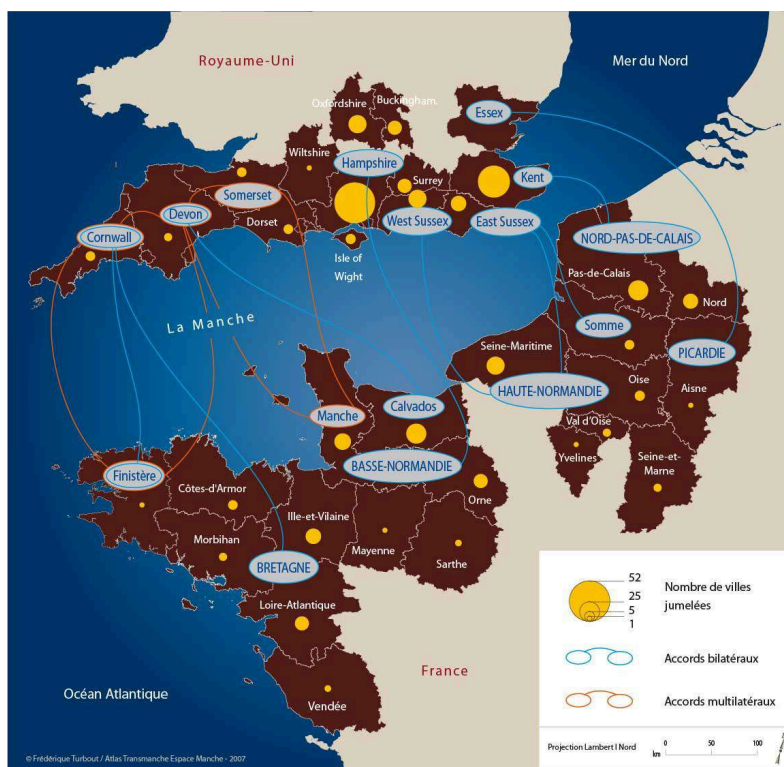 Royaume-Uni
Mer du Nord
Oxfordshire
Buckingham.
Essex
Wiltshire
Hampshire
Surrey
Kent
Somerset
Devon
Cornwall
Dorset
West Sussex
East Sussex
Isle of
Wight
NORD-PAS-DE-CALAIS
Pas-de-Calais
Nord
La Manche
Somme
Seine-Maritime
PICARDIE
Oise
Aisne
HAUTE-NORMANDIE
Manche
Calvados
Val d'Oise
Yvelines
Seine-et-
Marne
BASSE-NORMANDIE
Finistère
Côtes-d'Armor
Orne
Ille-et-Vilaine
Morbihan
Mayenne
Sarthe
BRETAGNE
Loire-Atlantique
France
Océan Atlantique
Vendée
52
25
5
1
Nombre de villes
jumelées
Accords bilatéraux
Accords multilatéraux
Projection Lambert I Nord
0 50 100
km
© Frédérique Turbout / Atlas Transmanche Espace Manche - 2007